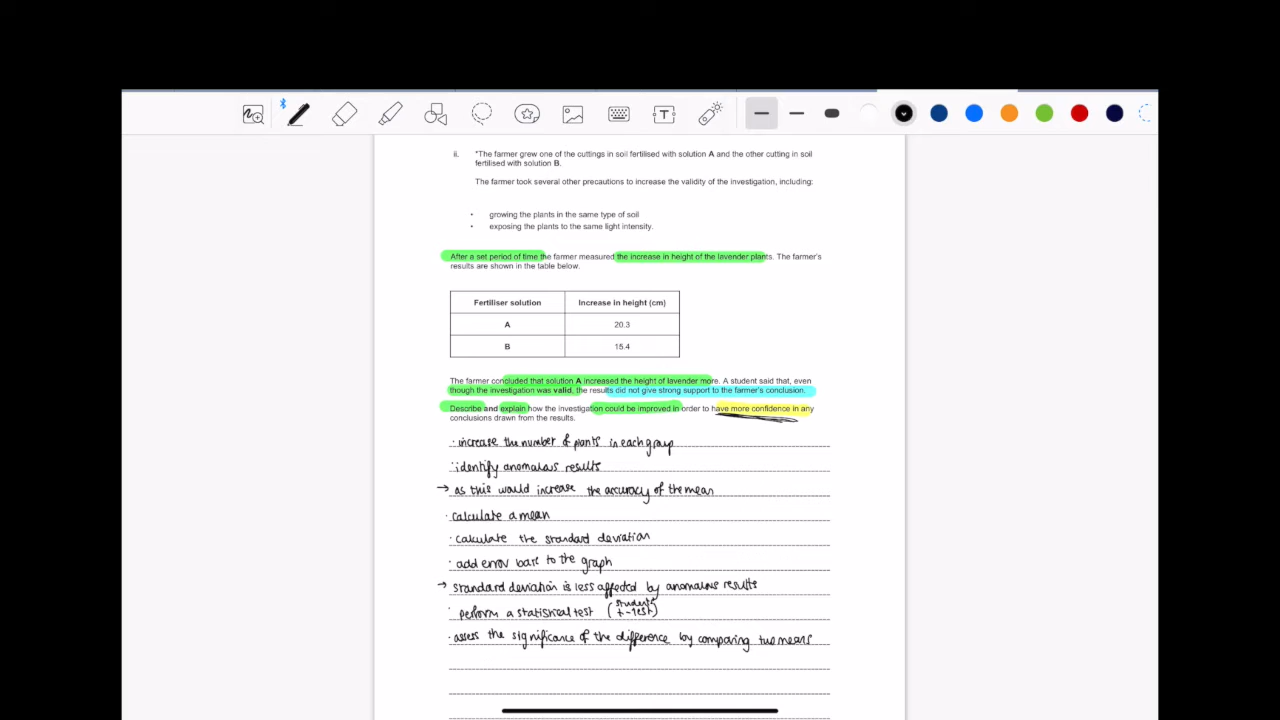 ii. *The farmer grew one of the cuttings in soil fertilised with solution A and the other cutting in soil
fertilised with solution B.
The farmer took several other precautions to increase the validity of the investigation, including:
• growing the plants in the same type of soil
• exposing the plants to the same light intensity.
After a set period of time the farmer measured the increase in height of the lavender plants. The farmer's
results are shown in the table below.
Fertiliser solution Increase in height (cm)
A 20.3
B 15.4
The farmer concluded that solution A increased the height of lavender more. A student said that, even
though the investigation was valid, the results did not give strong support to the farmer's conclusion.
Describe and explain how the investigation could be improved in order to have more confidence in any
conclusions drawn from the results.
· increase the number of plants in each group
· identify anomalous results
→ as this would increase the accuracy of the mean
· calculate a mean
· calculate the standard deviation
· add error bars to the graph
→ standard deviation is less affected by anomalous results
· perform a statistical test (students t-test)
· assess the significance of the difference by comparing two means